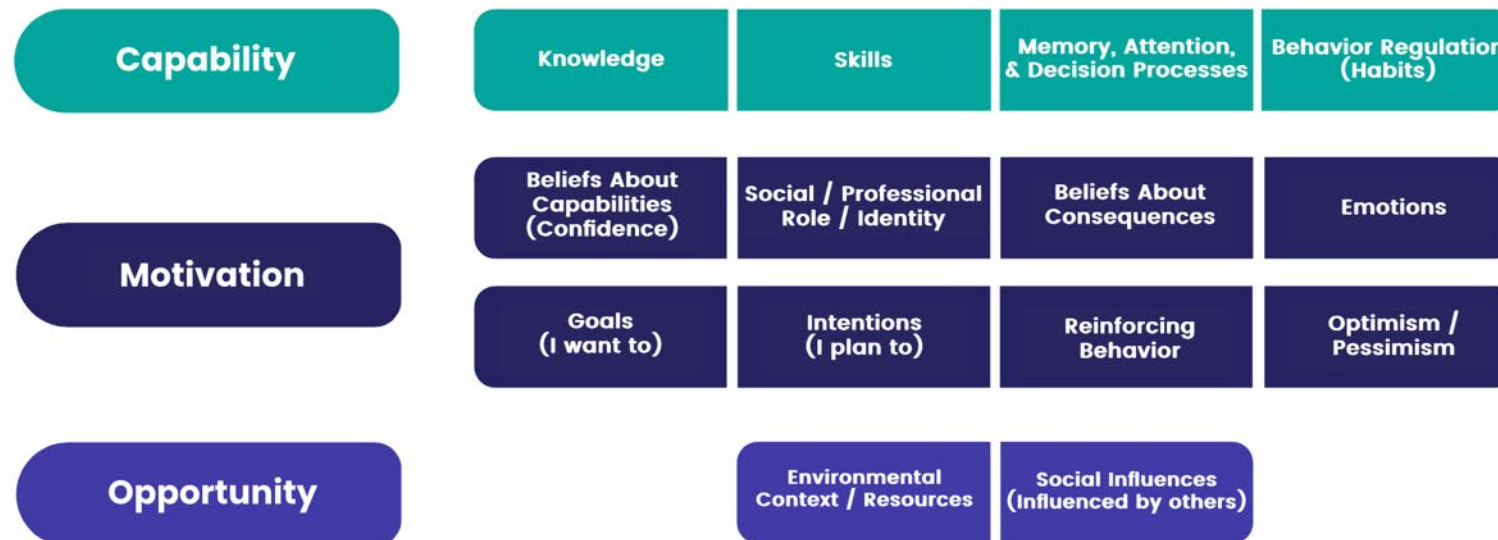 Capability
Knowledge
Skills
Memory, Attention,
& Decision Processes
Behavior Regulation
(Habits)
Motivation
Beliefs About
Capabilities
(Confidence)
Social / Professional
Role / Identity
Beliefs About
Consequences
Emotions
Goals
(I want to)
Intentions
(I plan to)
Reinforcing
Behavior
Optimism /
Pessimism
Opportunity
Environmental
Context / Resources
Social Influences
(Influenced by others)